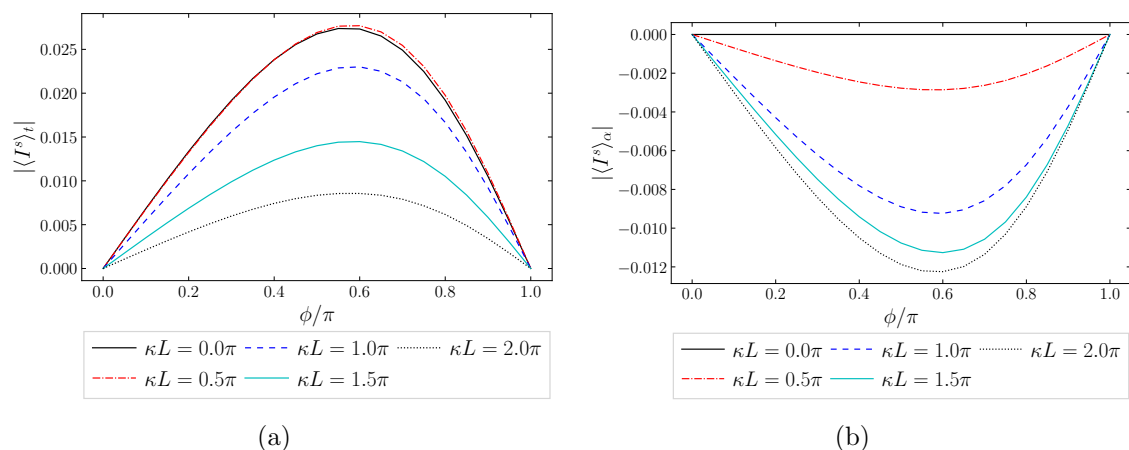 0.025
0.020
0.015
0.010
0.005
0.000
|⟨Iˢ⟩ₜ|
0.0 0.2 0.4 0.6 0.8 1.0
ϕ/π
κL = 0.0π κL = 1.0π κL = 2.0π
κL = 0.5π κL = 1.5π
(a)
0.000
−0.002
−0.004
−0.006
−0.008
−0.010
−0.012
|⟨Iˢ⟩_α|
0.0 0.2 0.4 0.6 0.8 1.0
ϕ/π
κL = 0.0π κL = 1.0π κL = 2.0π
κL = 0.5π κL = 1.5π
(b)